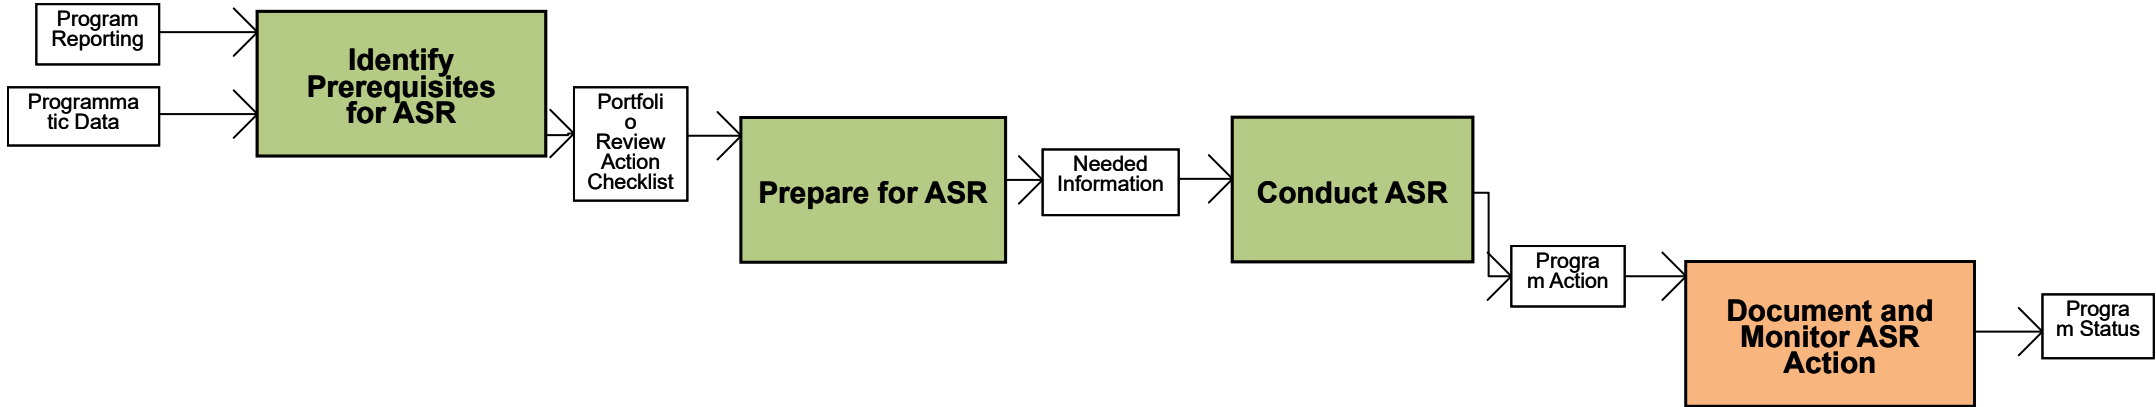 Program
Reporting
Programma
tic Data
Identify
Prerequisites
for ASR
Portfoli
o
Review
Action
Checklist
Prepare for ASR
Needed
Information
Conduct ASR
Progra
m Action
Document and
Monitor ASR
Action
Progra
m Status